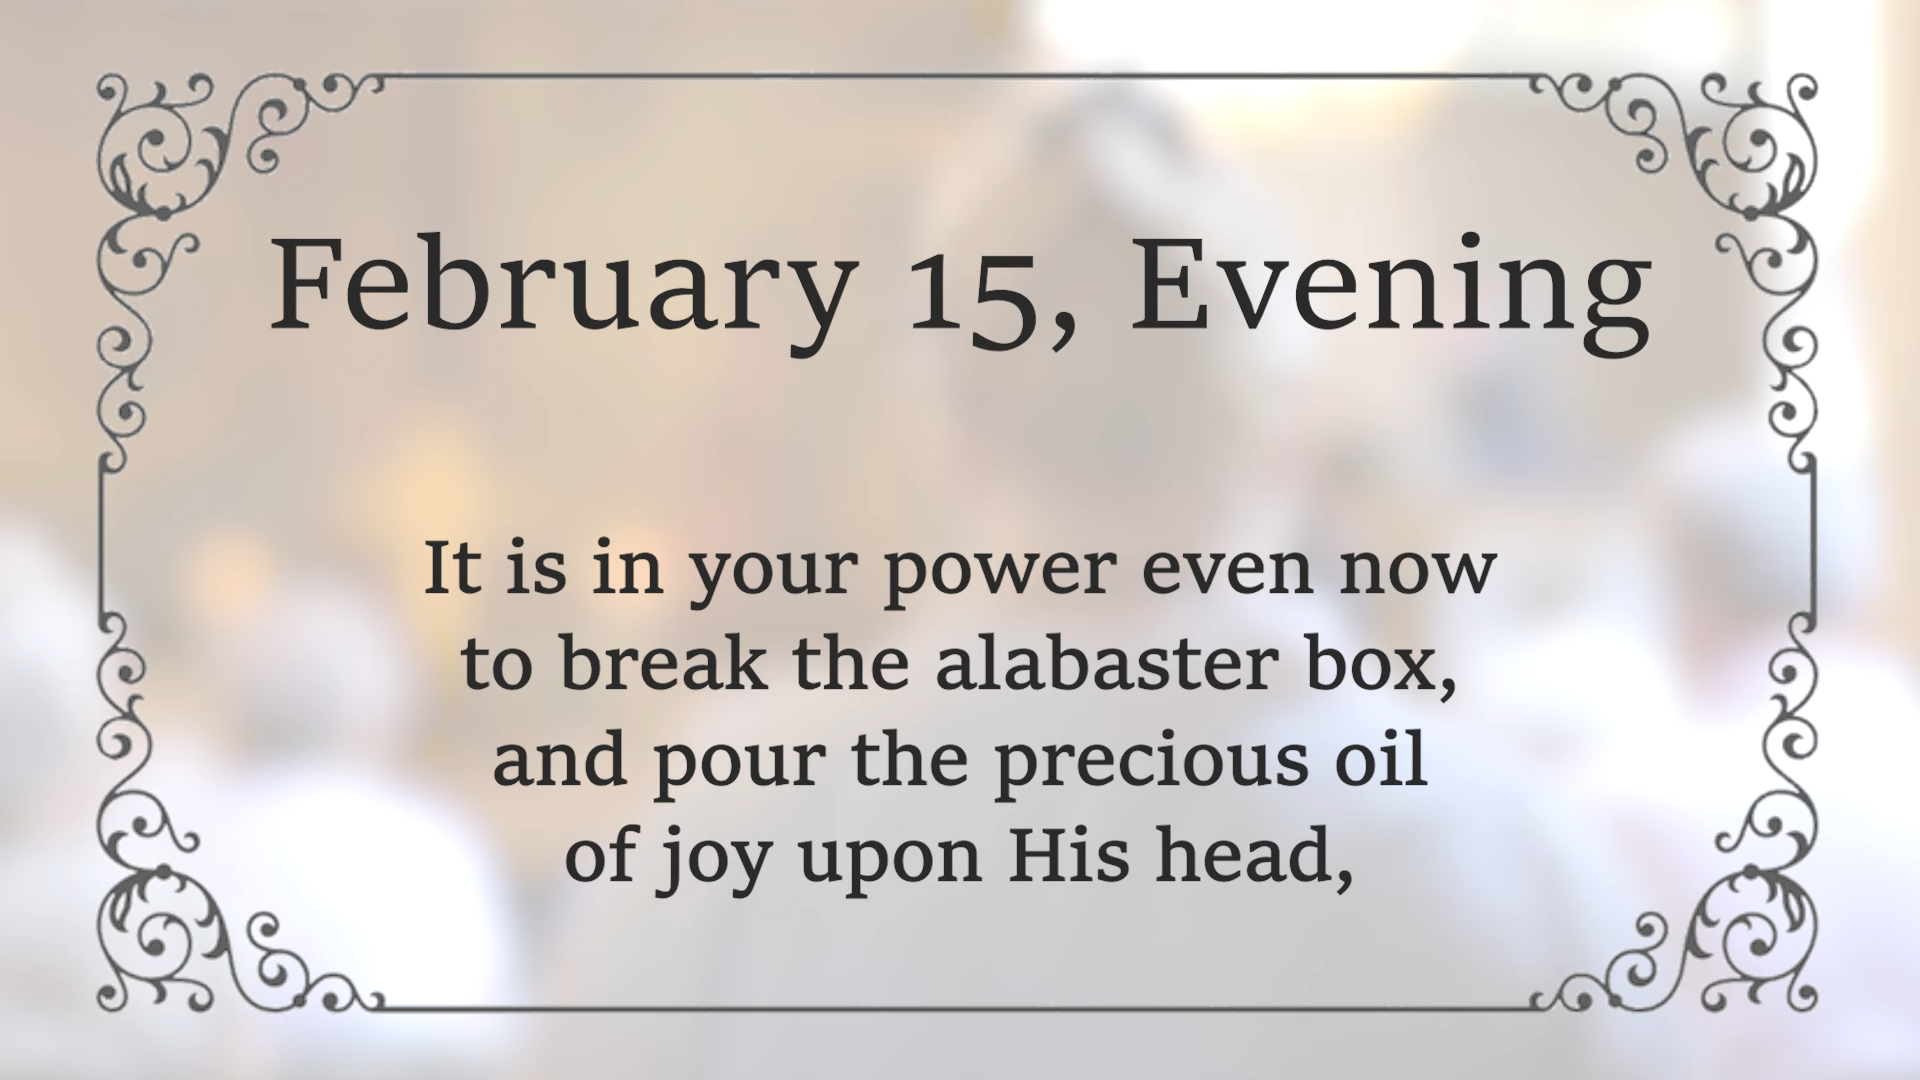 February 15, Evening
It is in your power even now
to break the alabaster box,
and pour the precious oil
of joy upon His head,